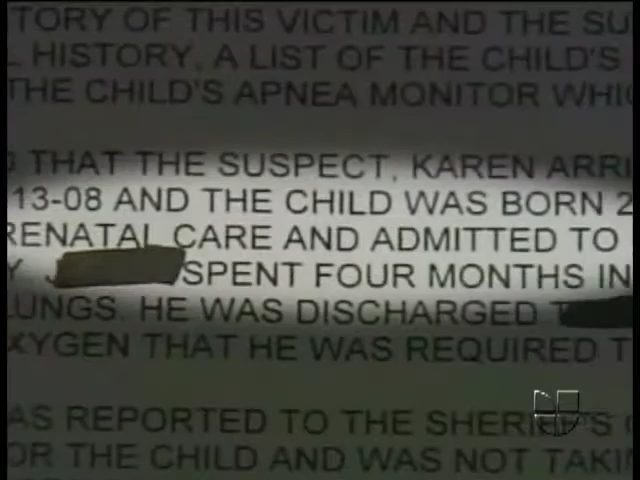 TORY OF THIS VICTIM AND THE SU
HISTORY, A LIST OF THE CHILD'S
THE CHILD'S APNEA MONITOR WHI
THAT THE SUSPECT, KAREN ARRI
13-08 AND THE CHILD WAS BORN 2
RENATAL CARE AND ADMITTED TO
Y SPENT FOUR MONTHS IN
LUNGS. HE WAS DISCHARGED T
XYGEN THAT HE WAS REQUIRED T
AS REPORTED TO THE SHERIFF'S
OR THE CHILD AND WAS NOT TAKI